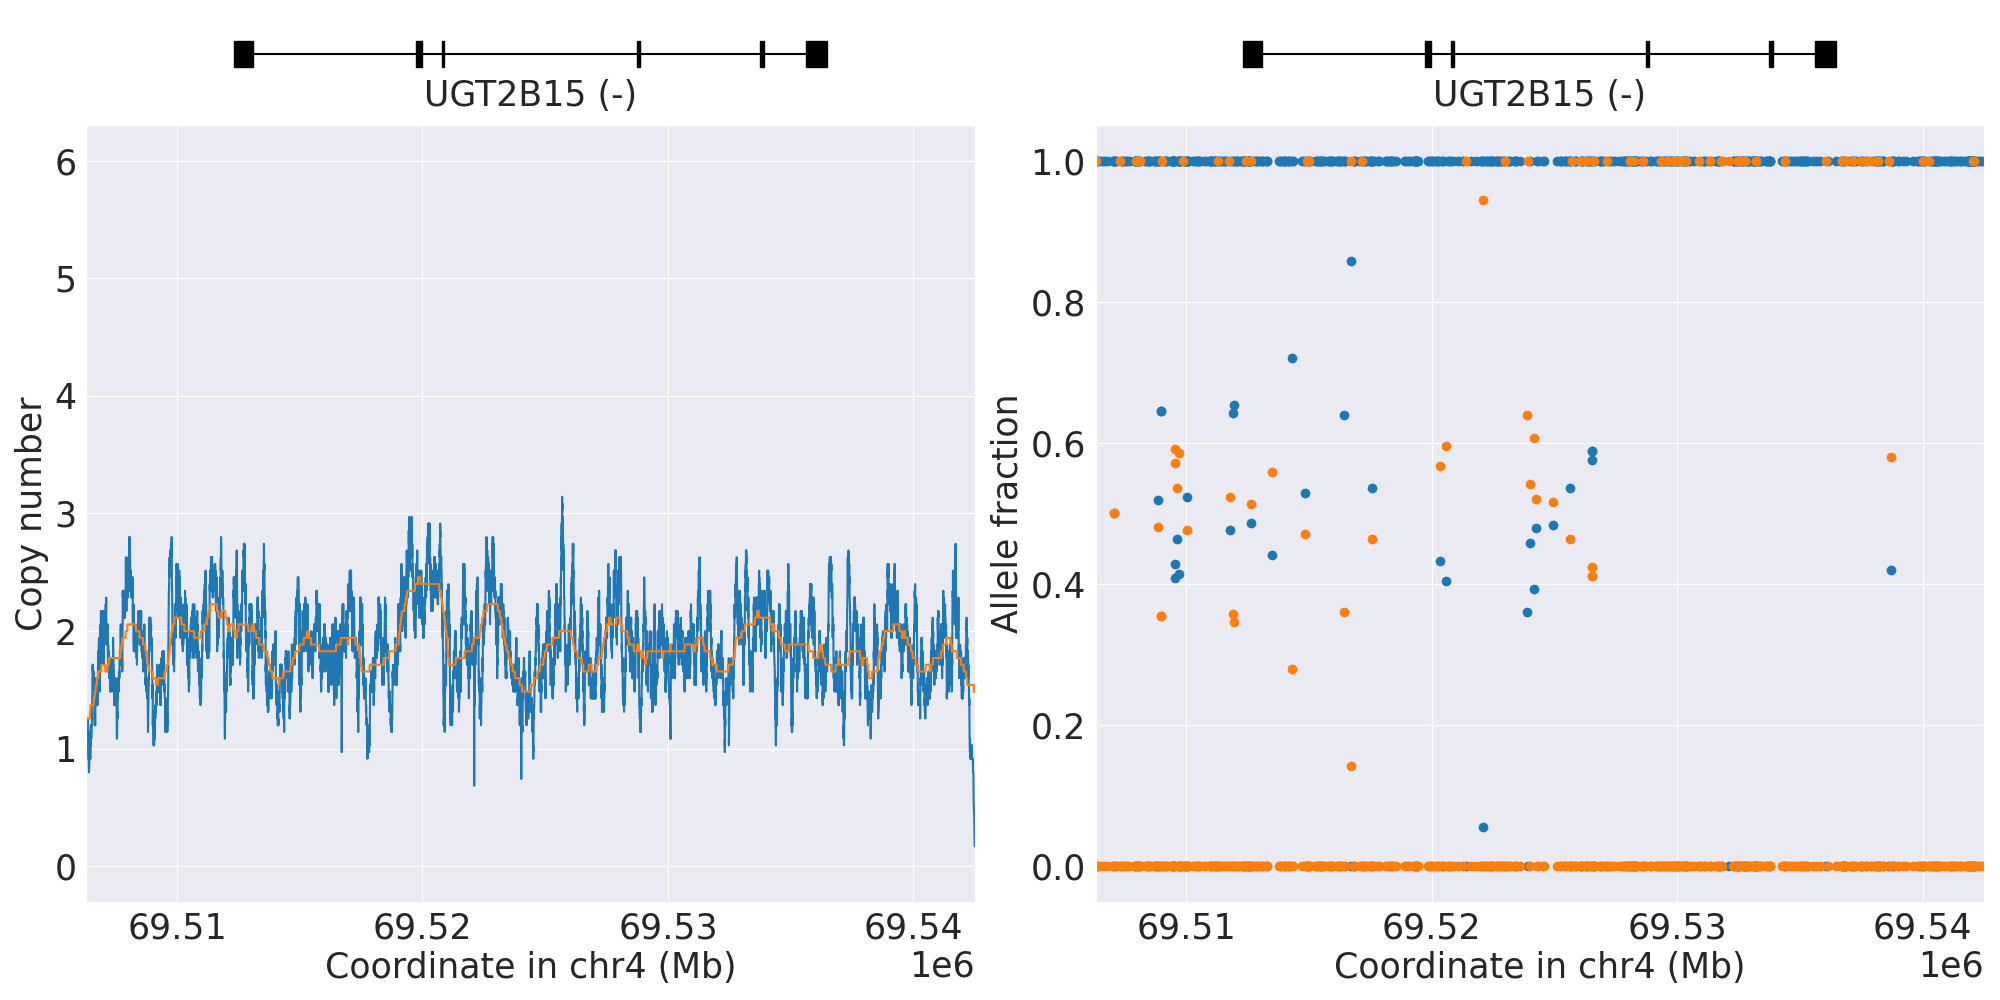 UGT2B15 (-)
Copy number
6
5
4
3
2
1
0
69.51 69.52 69.53 69.54
Coordinate in chr4 (Mb) 1e6
UGT2B15 (-)
Allele fraction
1.0
0.8
0.6
0.4
0.2
0.0
69.51 69.52 69.53 69.54
Coordinate in chr4 (Mb) 1e6